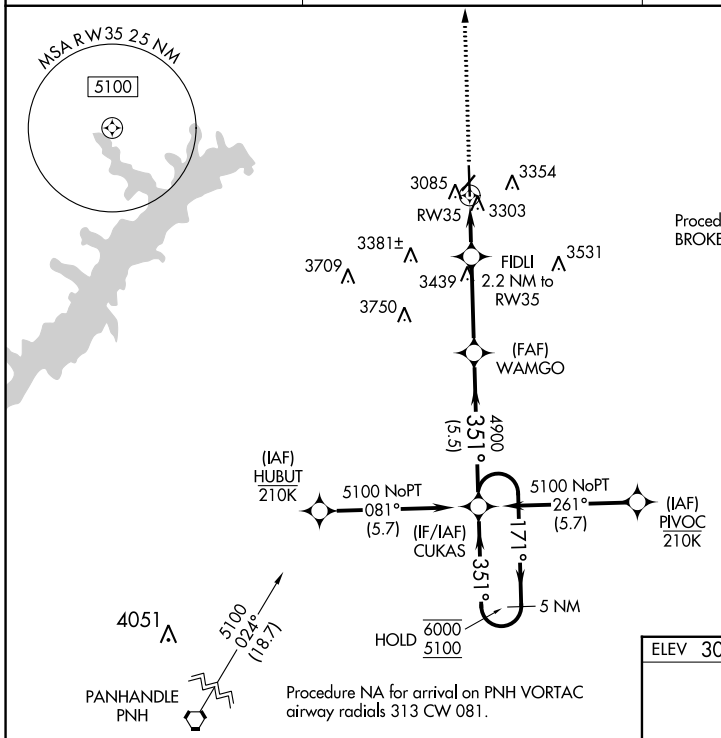 MSA RW35 25 NM
5100
3085
3354
RW35
3303
3381±
3709
3439
FIDLI
2.2 NM to
RW35
3531
3750
Proced
BROKE
(FAF)
WAMGO
4900
351°
(5.5)
(IAF)
HUBUT
210K
5100 NoPT
081°
(5.7)
(IF/IAF)
CUKAS
5100 NoPT
261°
(5.7)
(IAF)
PIVOC
210K
171°
351°
5 NM
HOLD
6000
5100
4051
5100
024°
(18.7)
PANHANDLE
PNH
Procedure NA for arrival on PNH VORTAC
airway radials 313 CW 081.
ELEV 30